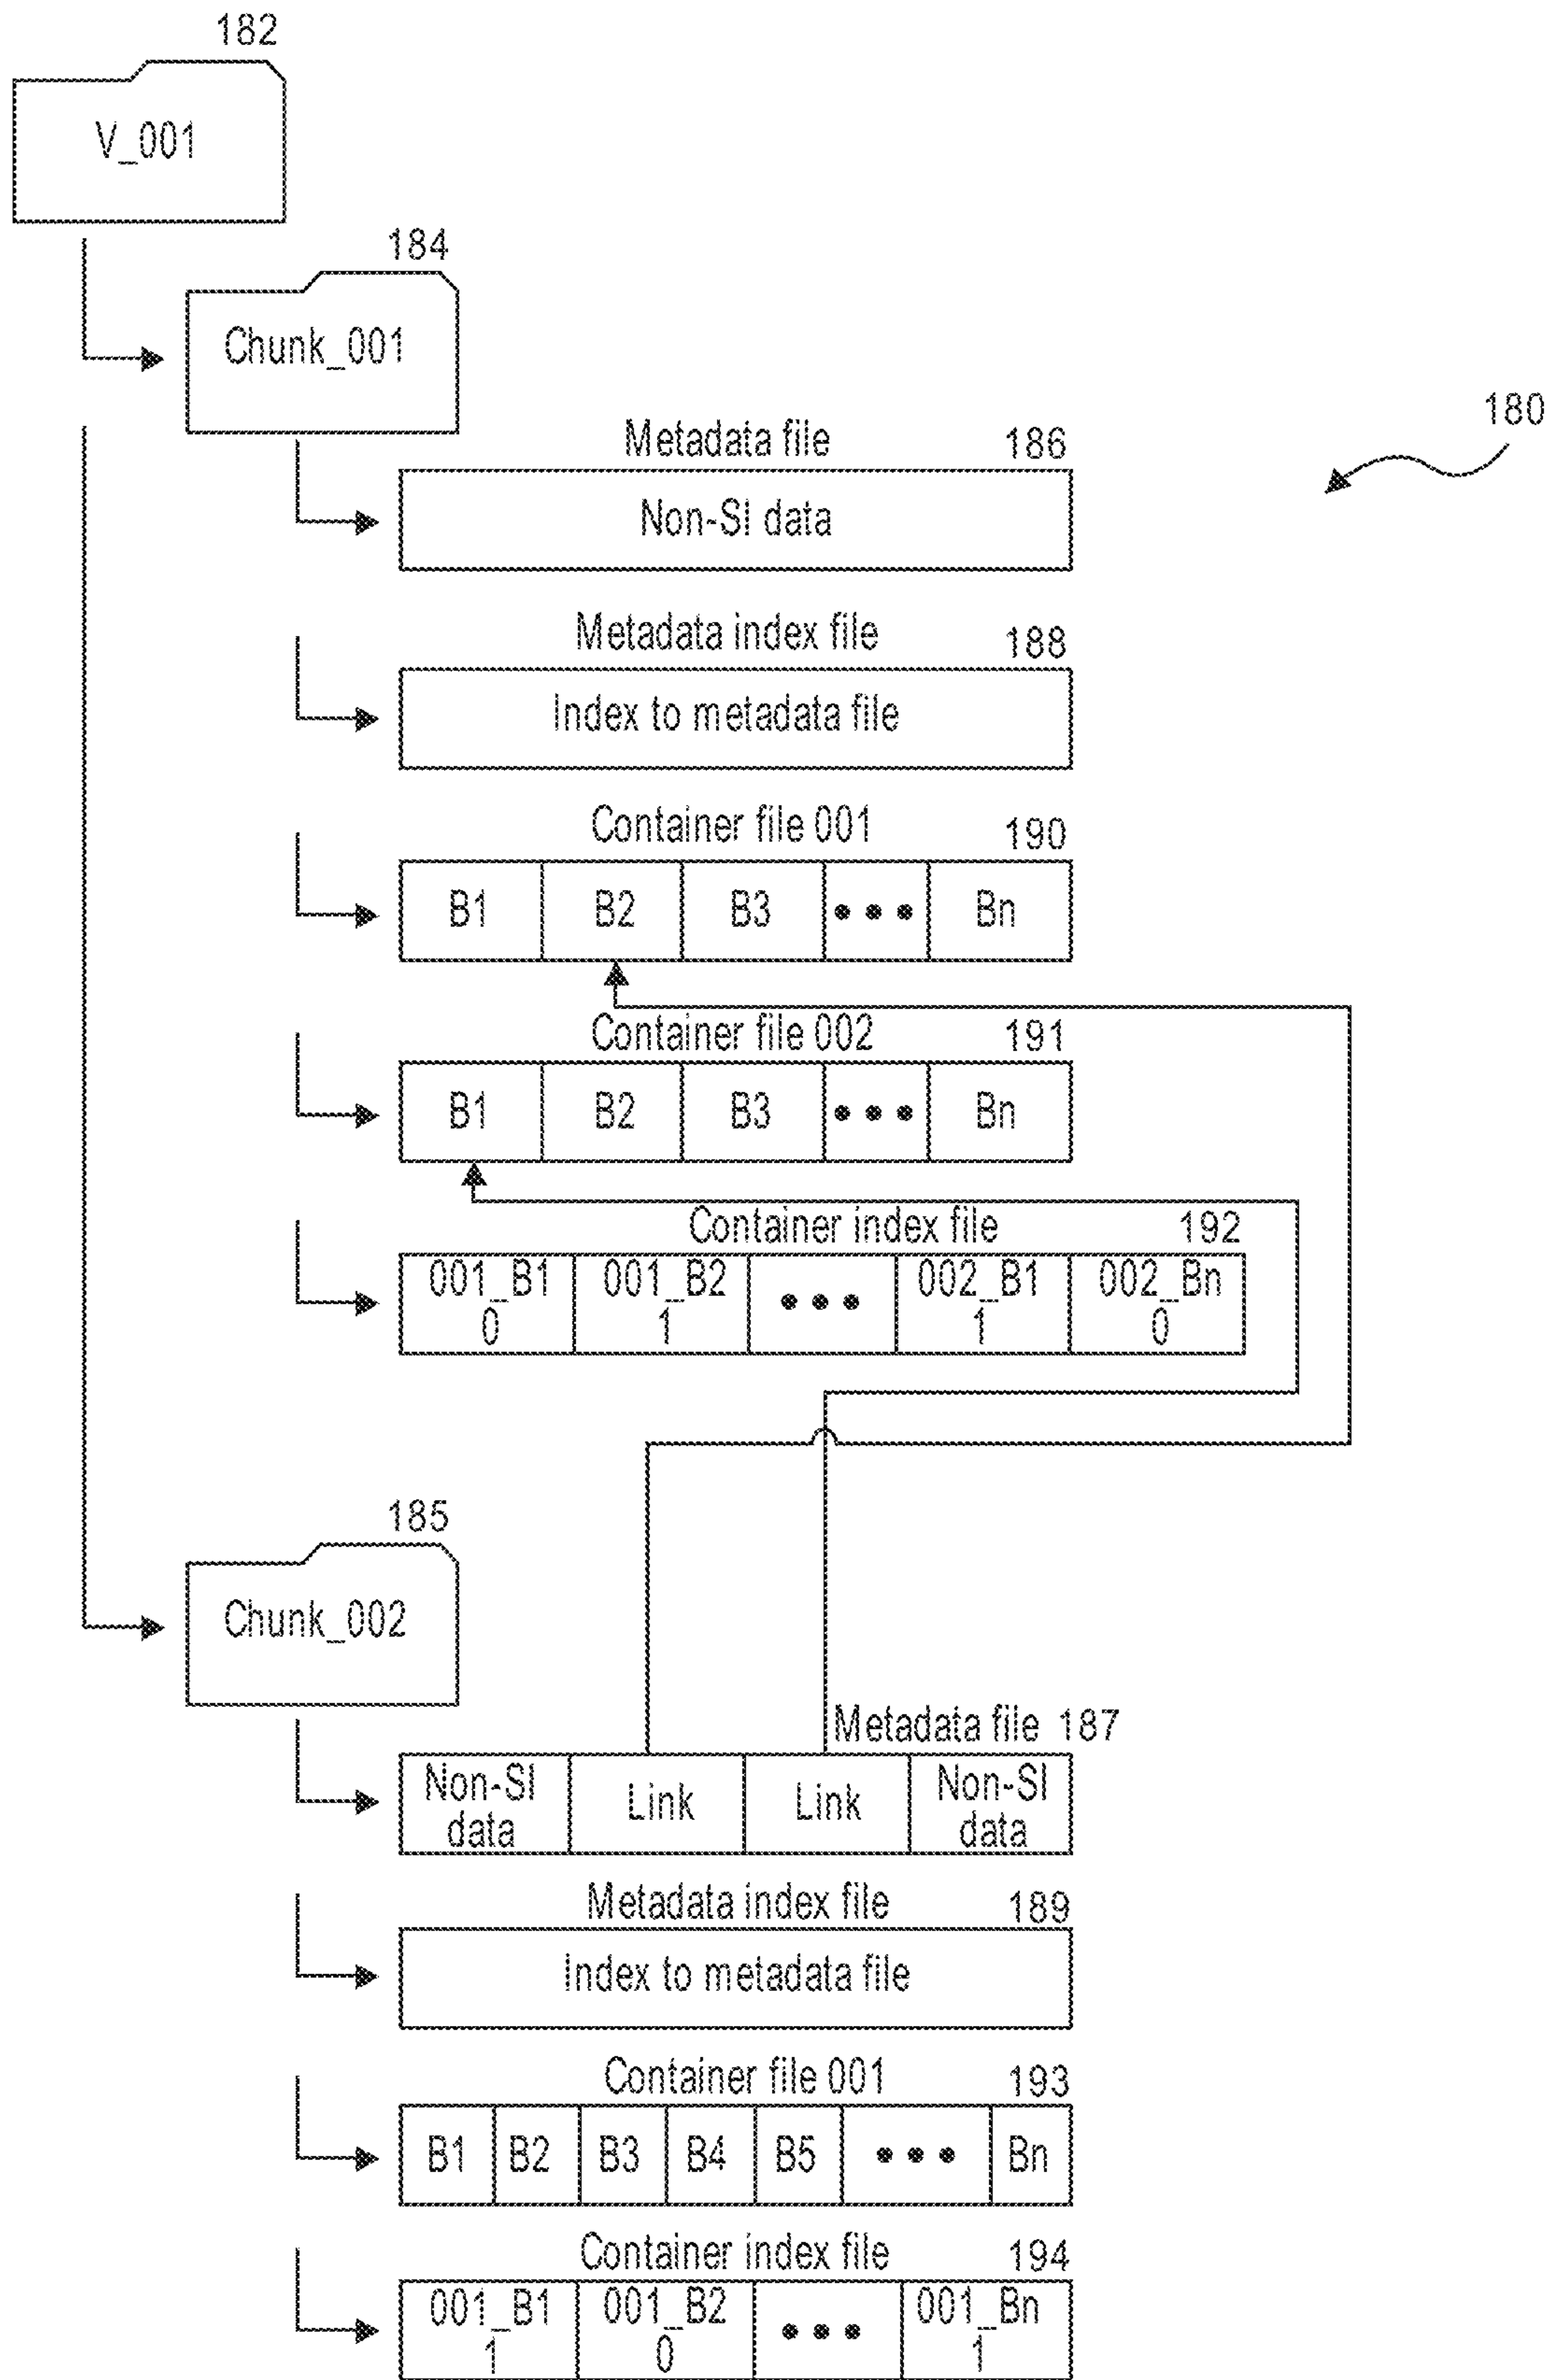 182
V_001
184
Chunk_001
180
Metadata file 186
Non-SI data
Metadata index file 188
Index to metadata file
Container file 001 190
B1 B2 B3 ••• Bn
Container file 002 191
B1 B2 B3 ••• Bn
Container index file 192
001_B1 001_B2 ••• 002_B1 002_Bn
0 1 1 0
185
Chunk_002
Metadata file 187
Non-SI Link Link Non-SI
data data
Metadata index file 189
Index to metadata file
Container file 001 193
B1 B2 B3 B4 B5 ••• Bn
Container index file 194
001_B1 001_B2 ••• 001_Bn
1 0 1